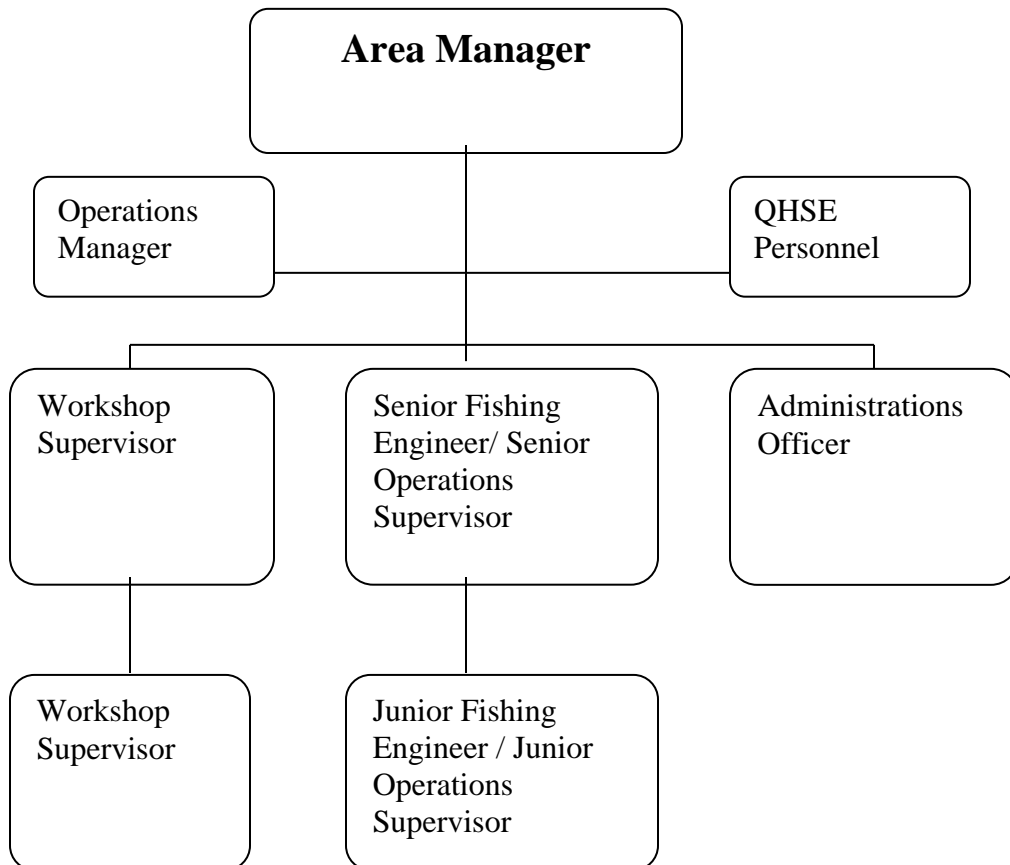 Area Manager
Operations
Manager
QHSE
Personnel
Workshop
Supervisor
Senior Fishing
Engineer/ Senior
Operations
Supervisor
Administrations
Officer
Workshop
Supervisor
Junior Fishing
Engineer / Junior
Operations
Supervisor